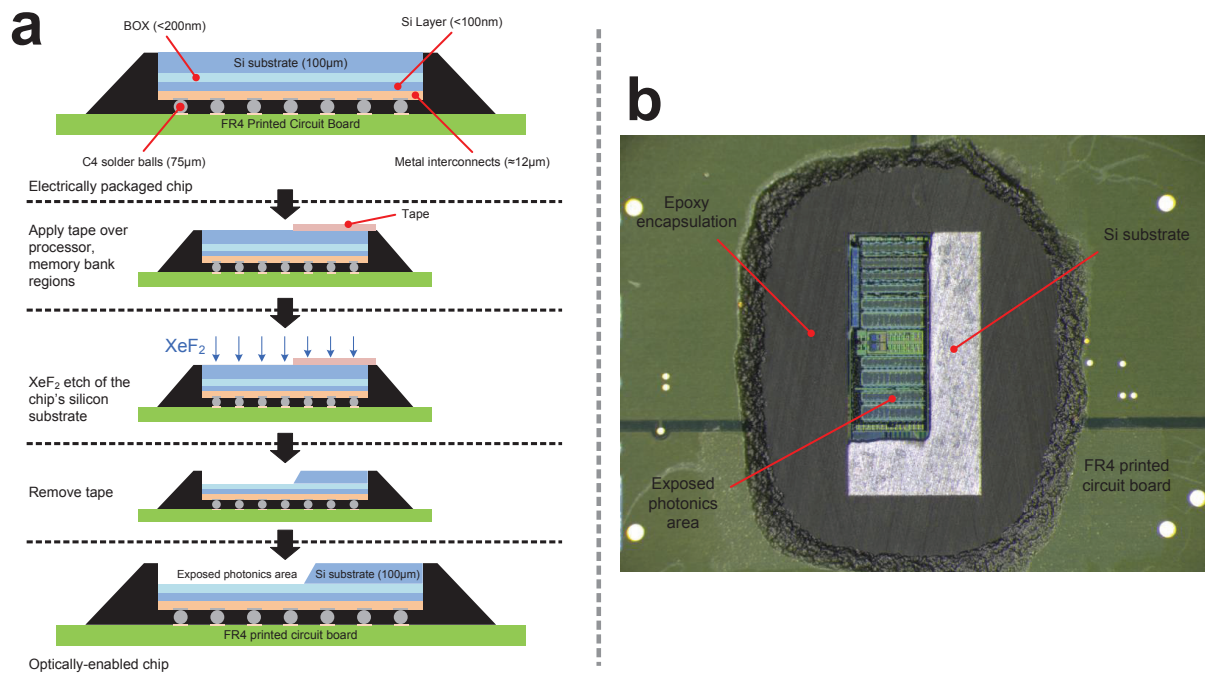 a
BOX (<200nm)
Si Layer (<100nm)
Si substrate (100µm)
FR4 Printed Circuit Board
C4 solder balls (75µm)
Metal interconnects (≈12µm)
Electrically packaged chip
Tape
Apply tape over
processor,
memory bank
regions
XeF₂
XeF₂ etch of the
chip's silicon
substrate
Remove tape
Exposed photonics area
Si substrate (100µm)
FR4 printed circuit board
Optically-enabled chip
b
Epoxy
encapsulation
Si substrate
Exposed
photonics
area
FR4 printed
circuit board